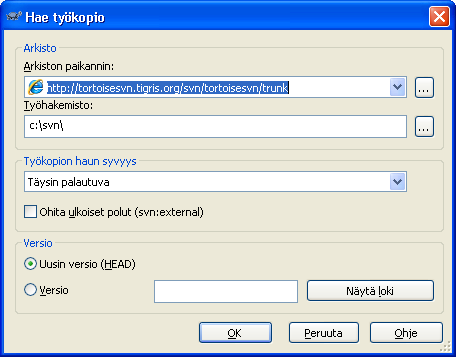 Hae työkopio
Arkisto
Arkiston paikannin:
http://tortoisesvn.tigris.org/svn/tortoisesvn/trunk
...
Työhakemisto:
c:\svn\
...
Työkopion haun syvyys
Täysin palautuva
Ohita ulkoiset polut (svn:external)
Versio
Uusin versio (HEAD)
Versio
Näytä loki
OK Peruuta Ohje